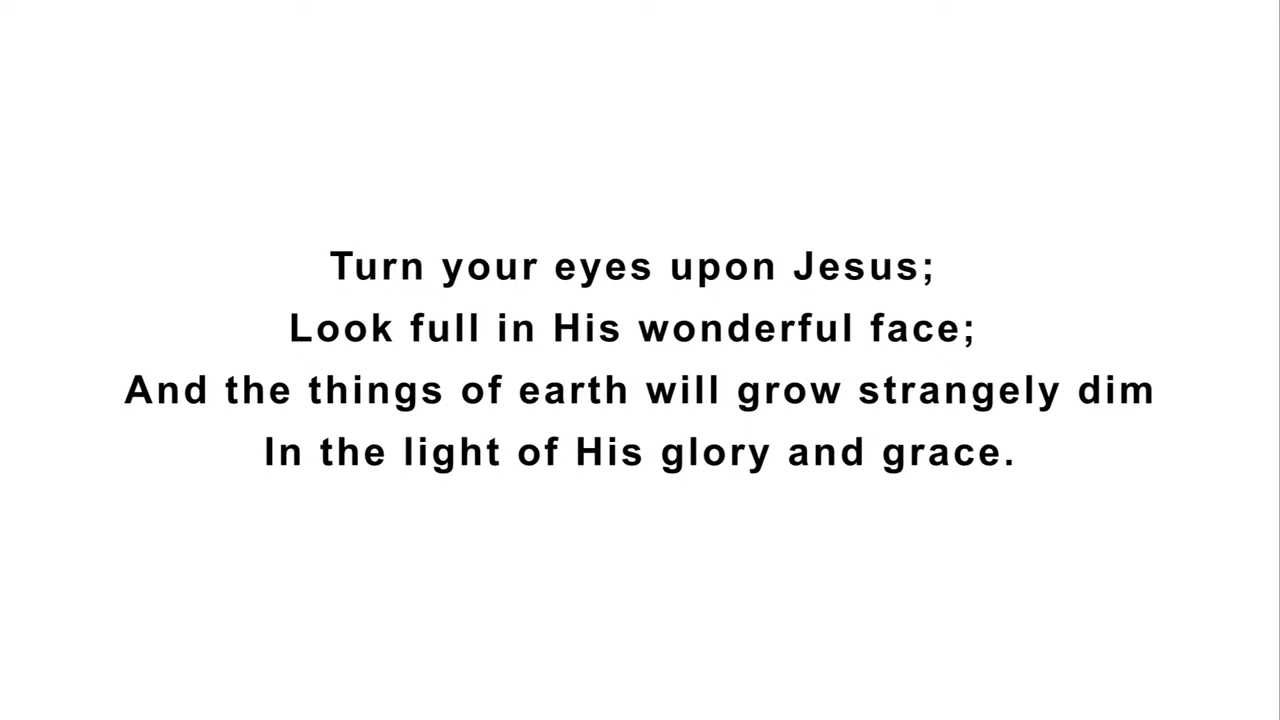 Turn your eyes upon Jesus;
Look full in His wonderful face;
And the things of earth will grow strangely dim
In the light of His glory and grace.